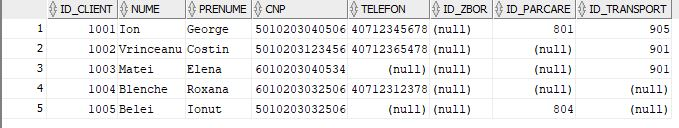 ID_CLIENT NUME PRENUME CNP TELEFON ID_ZBOR ID_PARCARE ID_TRANSPORT
1 1001 Ion George 5010203040506 40712345678 (null) 801 905
2 1002 Vrinceanu Costin 5010203123456 40712365478 (null) (null) 901
3 1003 Matei Elena 6010203040534 (null) (null) (null) 901
4 1004 Blenche Roxana 6010203032506 40712312378 (null) (null) (null)
5 1005 Belei Ionut 5010203032506 (null) (null) 804 (null)